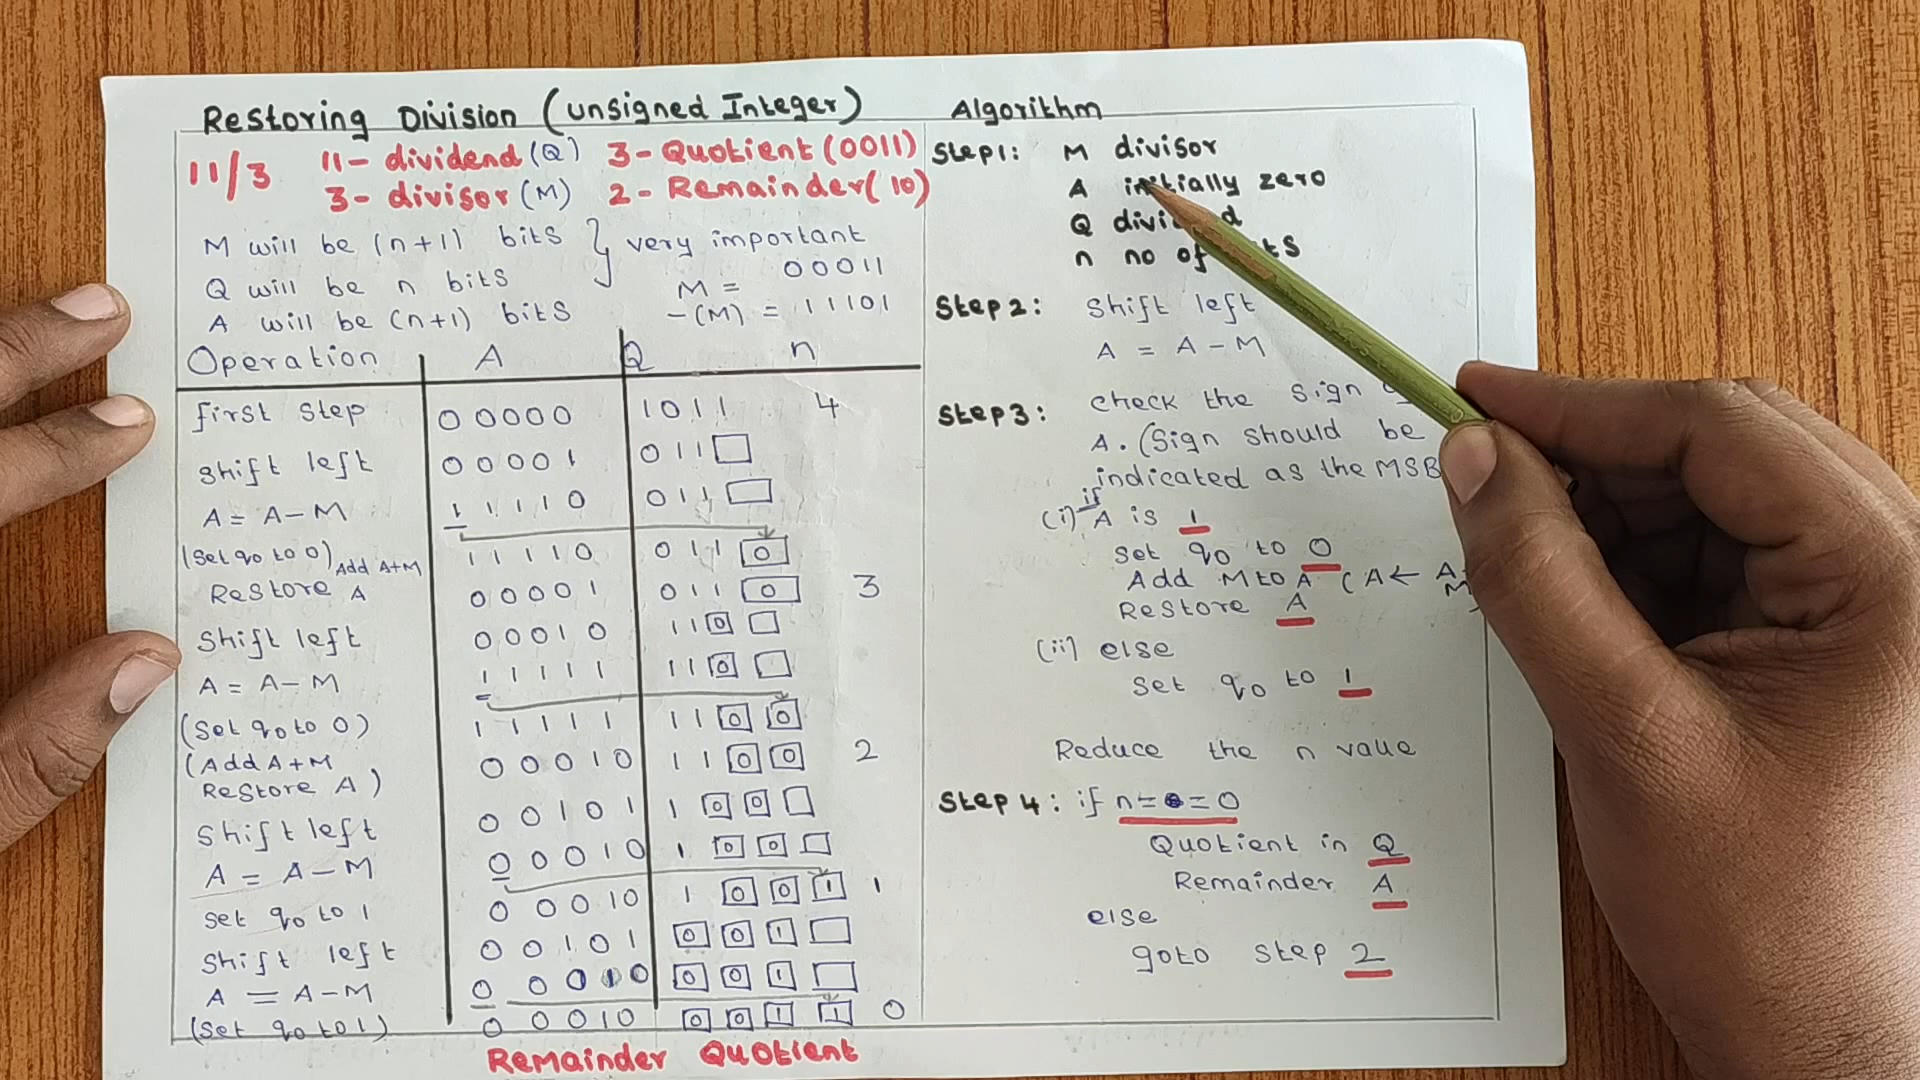 Restoring Division (unsigned Integer)
11/3 11- dividend (Q) 3- Quotient (0011)
3- divisor (M) 2- Remainder (10)
M will be (n+1) bits } very important
Q will be n bits M = 00011
A will be (n+1) bits -(M) = 11101
Operation A Q n
first step 00000 1011 4
shift left 00001 011
A = A-M 11110 011
(Set q0 to 0) Add A+M 11110 0110
Restore A 00001 0110 3
Shift left 00010 110
A = A-M 11111 110
(Set q0 to 0) 11111 1100
(Add A+M 00010 1100 2
Restore A)
Shift left 00101 100
A = A-M 00010 100
Set q0 to 1 00010 1001 1
Shift left 00101 001
A = A-M 00010 001
(Set q0 to 1) 00010 0011 0
Remainder Quotient
Algorithm
Step1: M divisor
A initially zero
Q
n no of
Step 2: Shift left
A = A-M
Step 3: check the sign
A. (Sign should be
indicated as the MSB
(i) if A is 1
Set q0 to 0
Add M to A (A← A
M
Restore A
(ii) else
Set q0 to 1
Reduce the n value
Step 4: if n == 0
Quotient in Q
Remainder A
else
goto step 2